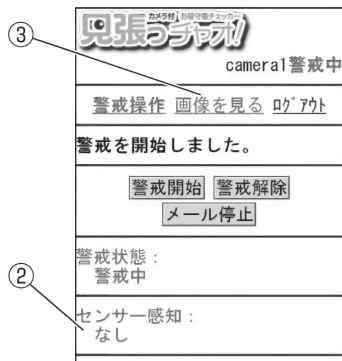 ③
カメラ付 お留守番チェッカー
見張っちゃオ!
camera1警戒中
警戒操作 画像を見る ログアウト
警戒を開始しました。
警戒開始 警戒解除
メール停止
警戒状態:
警戒中
②
センサー感知:
なし